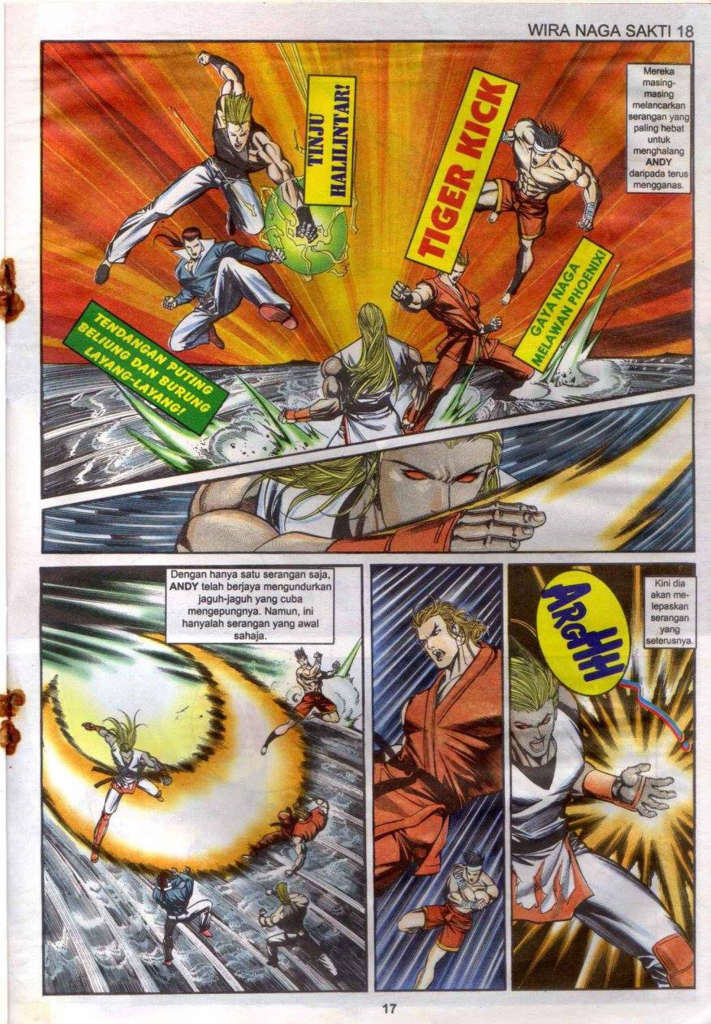 WIRA NAGA SAKTI 18
Mereka
masing-
masing
melancarkan
serangan yang
paling hebat
untuk
menghalang
ANDY
daripada terus
mengganas.
TINJU
HALILINTAR!
TIGER KICK
GAYA NAGA
MELAWAN PHOENIX!
TENDANGAN PUTING
BELIUNG DAN BURUNG
LAYANG-LAYANG!
Dengan hanya satu serangan saja,
ANDY telah berjaya mengundurkan
jaguh-jaguh yang cuba
mengepungnya. Namun, ini
hanyalah serangan yang awal
sahaja.
ARGHH
Kini dia
akan me-
lepaskan
serangan
yang
seterusnya.
17